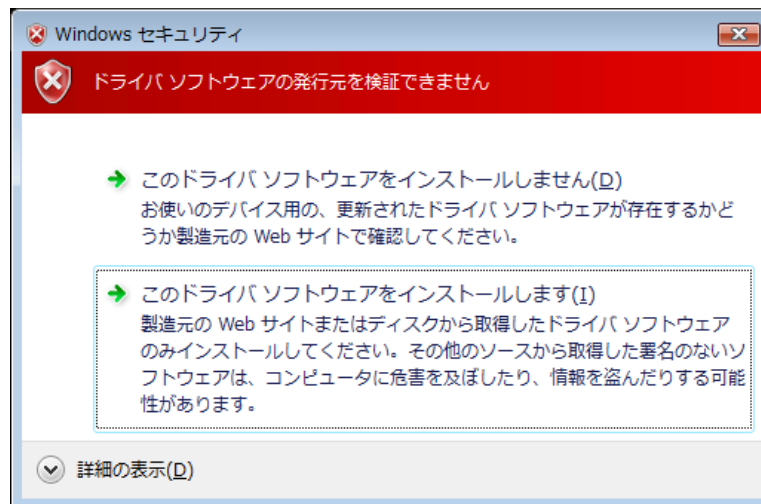 Windows セキュリティ
ドライバ ソフトウェアの発行元を検証できません
このドライバ ソフトウェアをインストールしません(D)
お使いのデバイス用の、更新されたドライバ ソフトウェアが存在するかど
うか製造元の Web サイトで確認してください。
このドライバ ソフトウェアをインストールします(I)
製造元の Web サイトまたはディスクから取得したドライバ ソフトウェア
のみインストールしてください。その他のソースから取得した署名のないソ
フトウェアは、コンピュータに危害を及ぼしたり、情報を盗んだりする可能
性があります。
詳細の表示(D)